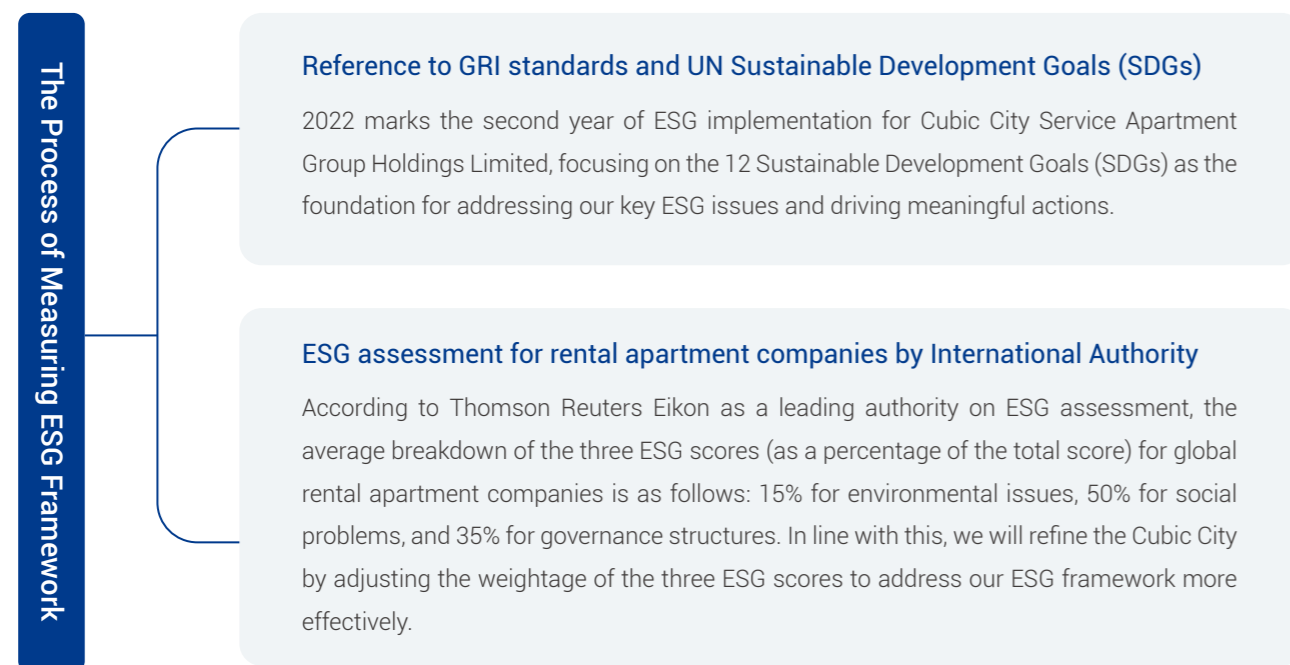 The Process of Measuring ESG Framework
Reference to GRI standards and UN Sustainable Development Goals (SDGs)
2022 marks the second year of ESG implementation for Cubic City Service Apartment
Group Holdings Limited, focusing on the 12 Sustainable Development Goals (SDGs) as the
foundation for addressing our key ESG issues and driving meaningful actions.
ESG assessment for rental apartment companies by International Authority
According to Thomson Reuters Eikon as a leading authority on ESG assessment, the
average breakdown of the three ESG scores (as a percentage of the total score) for global
rental apartment companies is as follows: 15% for environmental issues, 50% for social
problems, and 35% for governance structures. In line with this, we will refine the Cubic City
by adjusting the weightage of the three ESG scores to address our ESG framework more
effectively.